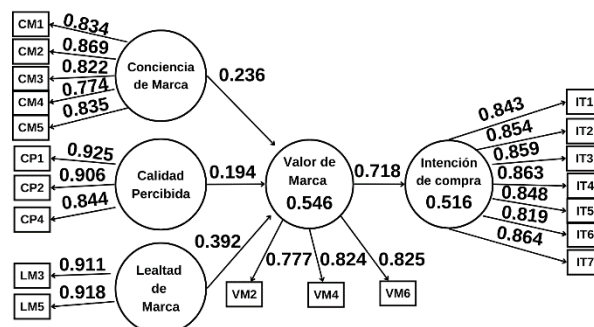 CM1
0.834
CM2
0.869
CM3
0.822
CM4
0.774
CM5
0.835
Conciencia
de Marca
0.236
CP1
0.925
CP2
0.906
CP4
0.844
Calidad
Percibida
0.194
LM3
0.911
LM5
0.918
Lealtad
de
Marca
0.392
Valor de
Marca
0.546
0.718
VM2
0.777
VM4
0.824
VM6
0.825
Intención
de compra
0.516
IT1
0.843
IT2
0.854
IT3
0.859
IT4
0.863
IT5
0.848
IT6
0.819
IT7
0.864